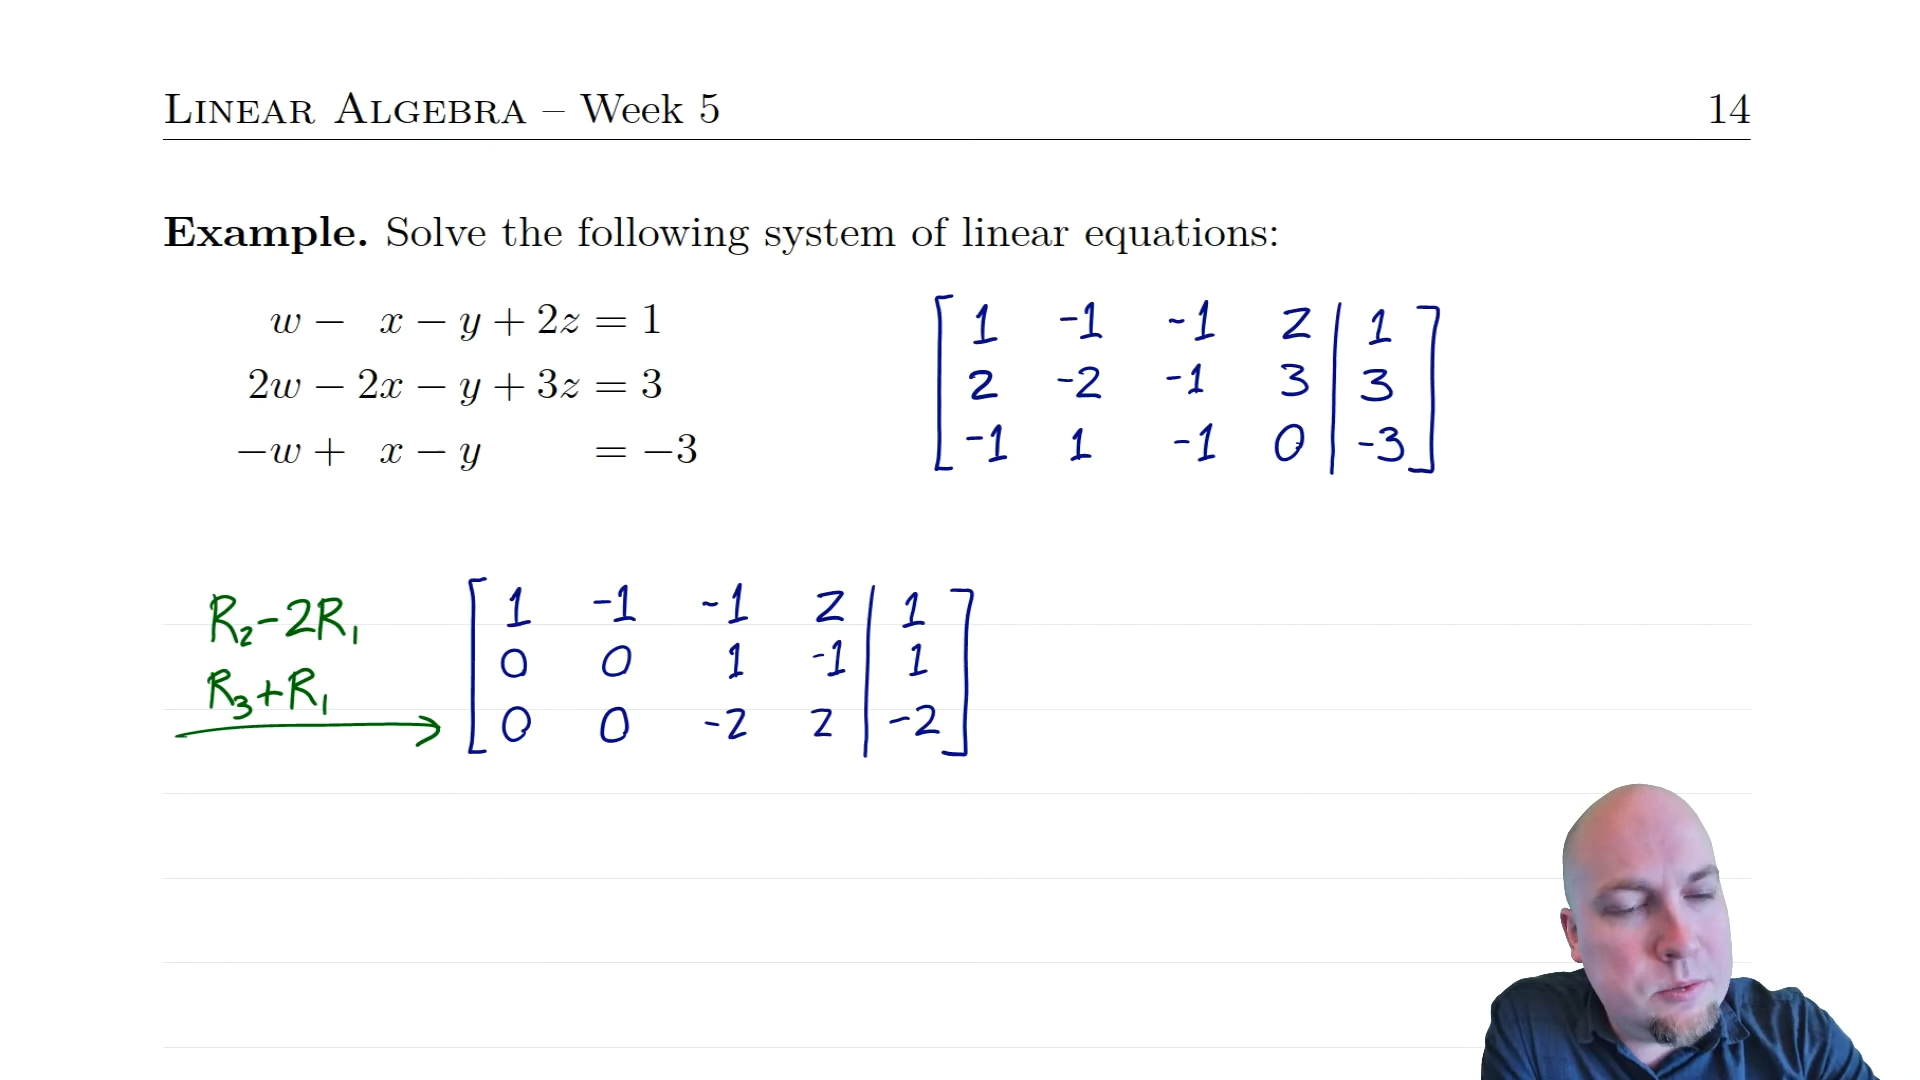 LINEAR ALGEBRA – Week 5 14
Example. Solve the following system of linear equations:
w − x − y + 2z = 1
2w − 2x − y + 3z = 3
−w + x − y = −3
[ 1 -1 -1 2 | 1 ]
[ 2 -2 -1 3 | 3 ]
[ -1 1 -1 0 | -3 ]
R₂-2R₁
R₃+R₁
→
[ 1 -1 -1 2 | 1 ]
[ 0 0 1 -1 | 1 ]
[ 0 0 -2 2 | -2 ]